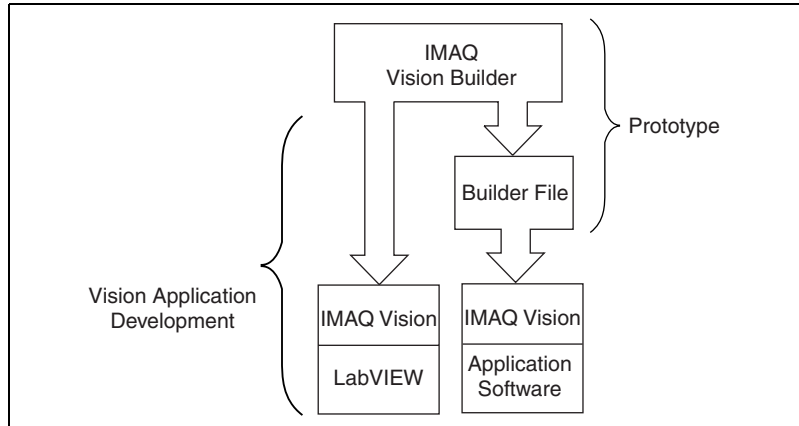 IMAQ
Vision Builder
Prototype
Builder File
Vision Application
Development
IMAQ Vision
LabVIEW
IMAQ Vision
Application
Software